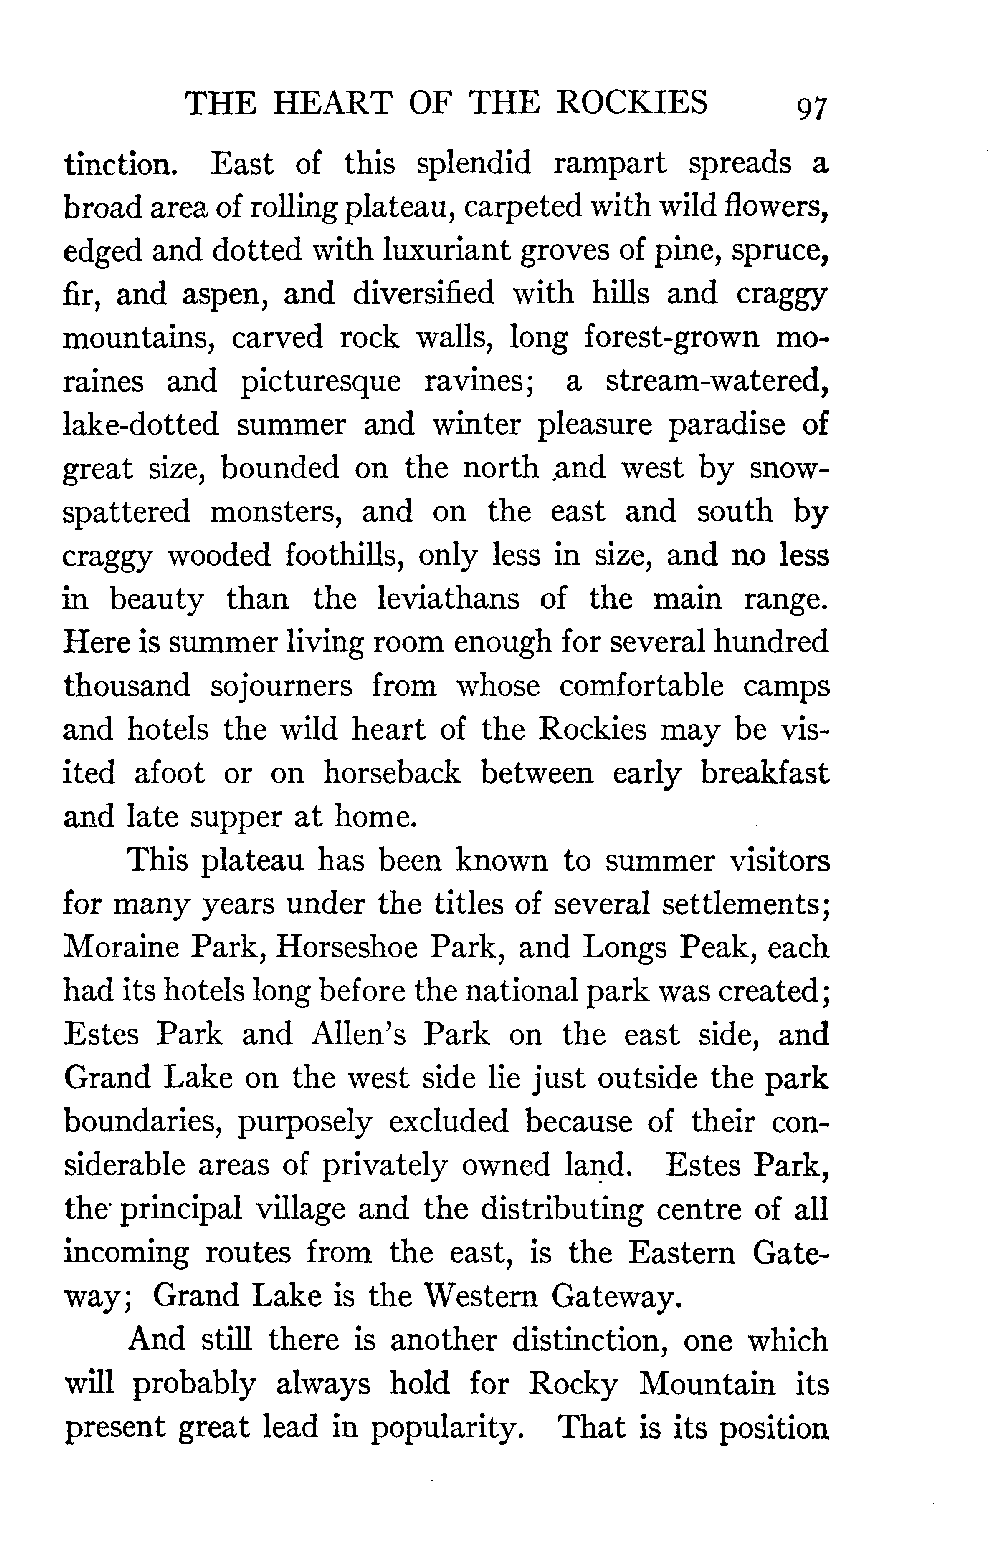 THE HEART OF THE ROCKIES 97
tinction. East of this splendid rampart spreads a
broad area of rolling plateau, carpeted with wild flowers,
edged and dotted with luxuriant groves of pine, spruce,
fir, and aspen, and diversified with hills and craggy
mountains, carved rock walls, long forest-grown mo-
raines and picturesque ravines; a stream-watered,
lake-dotted summer and winter pleasure paradise of
great size, bounded on the north and west by snow-
spattered monsters, and on the east and south by
craggy wooded foothills, only less in size, and no less
in beauty than the leviathans of the main range.
Here is summer living room enough for several hundred
thousand sojourners from whose comfortable camps
and hotels the wild heart of the Rockies may be vis-
ited afoot or on horseback between early breakfast
and late supper at home.
This plateau has been known to summer visitors
for many years under the titles of several settlements;
Moraine Park, Horseshoe Park, and Longs Peak, each
had its hotels long before the national park was created;
Estes Park and Allen's Park on the east side, and
Grand Lake on the west side lie just outside the park
boundaries, purposely excluded because of their con-
siderable areas of privately owned land. Estes Park,
the principal village and the distributing centre of all
incoming routes from the east, is the Eastern Gate-
way; Grand Lake is the Western Gateway.
And still there is another distinction, one which
will probably always hold for Rocky Mountain its
present great lead in popularity. That is its position